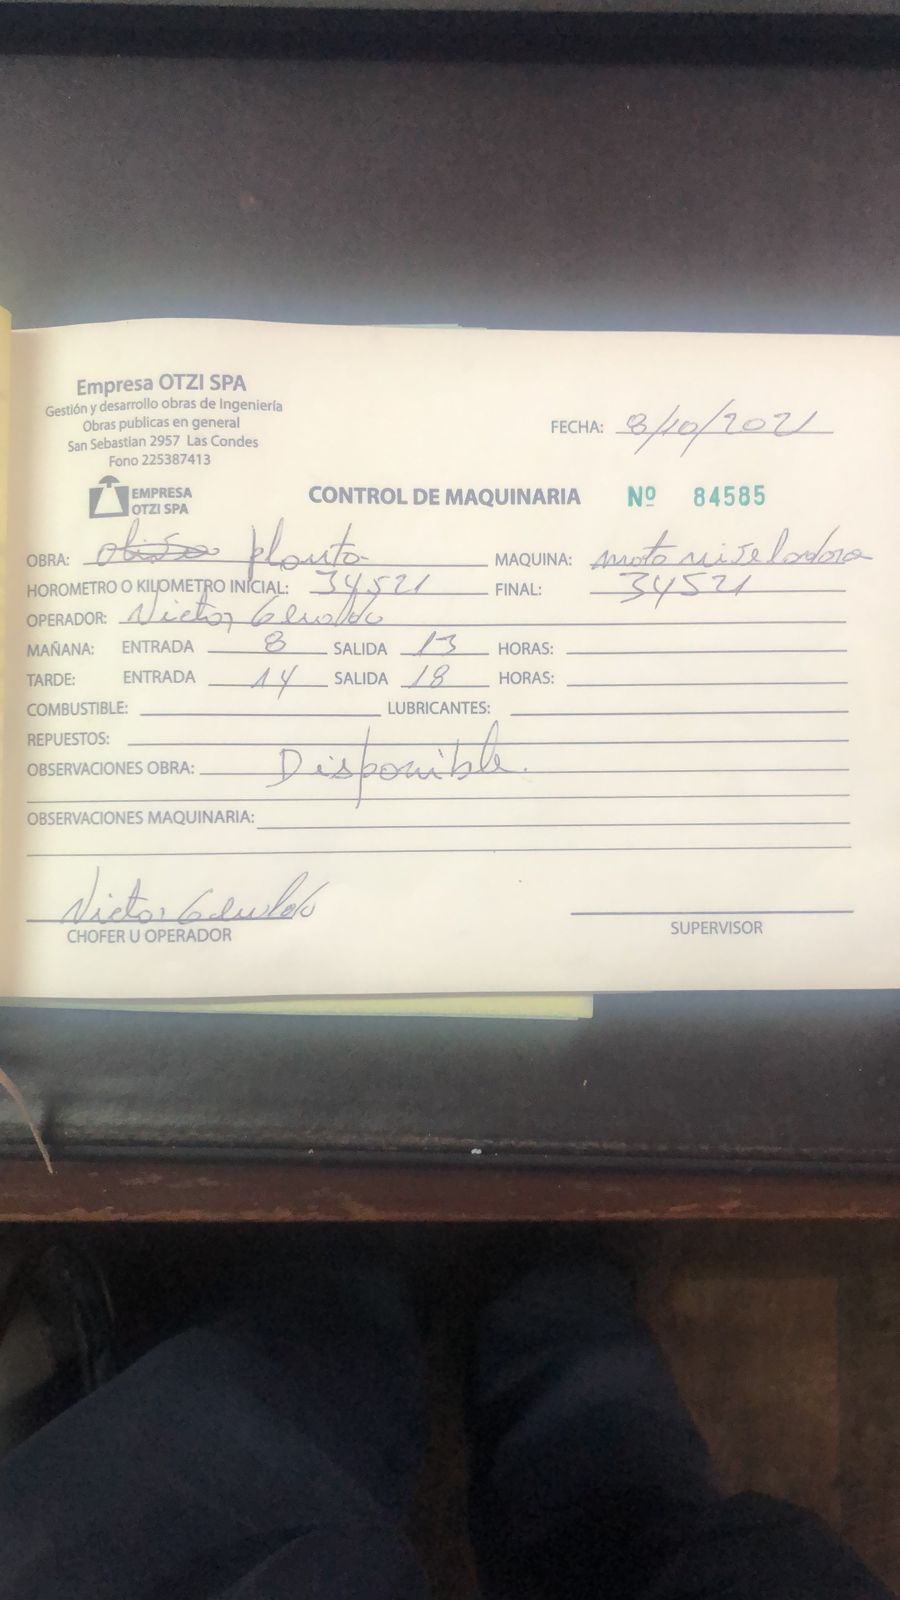 Empresa OTZI SPA
Gestión y desarrollo obras de Ingeniería
Obras publicas en general
San Sebastian 2957 Las Condes
Fono 225387413
FECHA: 8/10/2021
EMPRESA
OTZI SPA
CONTROL DE MAQUINARIA Nº 84585
OBRA: planta MAQUINA: moto niveladora
HOROMETRO O KILOMETRO INICIAL: 34521 FINAL: 34521
OPERADOR: Victor
MAÑANA: ENTRADA 8 SALIDA 13 HORAS:
TARDE: ENTRADA 14 SALIDA 18 HORAS:
COMBUSTIBLE: LUBRICANTES:
REPUESTOS:
OBSERVACIONES OBRA: Disponible.
OBSERVACIONES MAQUINARIA:
Victor
CHOFER U OPERADOR
SUPERVISOR